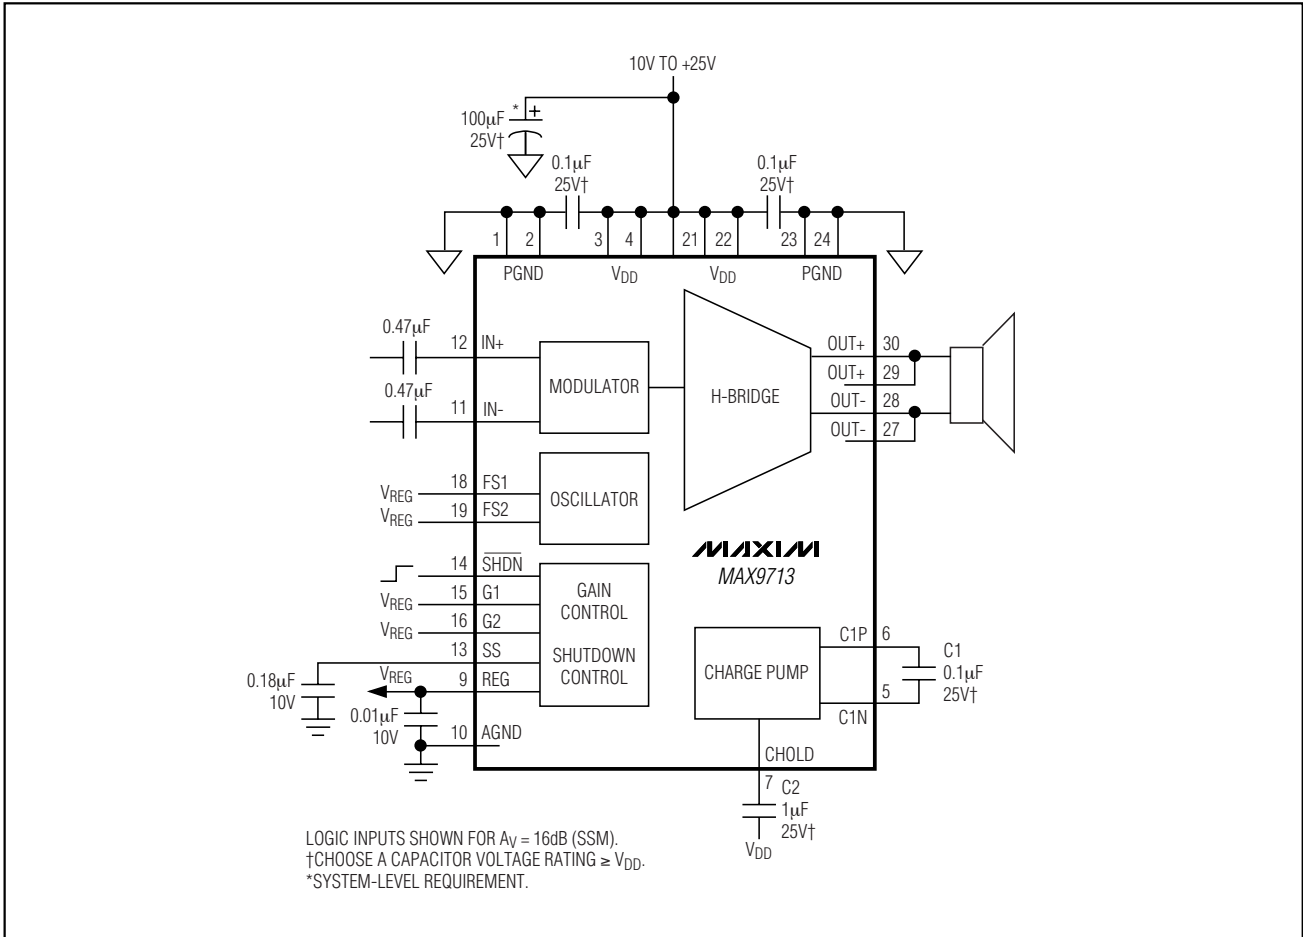 10V TO +25V
* +
100µF
25V†
0.1µF
25V†
0.1µF
25V†
1 2 3 4 21 22 23 24
PGND VDD VDD PGND
0.47µF
12 IN+
0.47µF
11 IN-
MODULATOR
H-BRIDGE
OUT+ 30
OUT+ 29
OUT- 28
OUT- 27
VREG 18 FS1
VREG 19 FS2
OSCILLATOR
MAXIM
MAX9713
14 SHDN
VREG 15 G1
VREG 16 G2
13 SS
VREG 9 REG
GAIN
CONTROL
SHUTDOWN
CONTROL
0.18µF
10V
0.01µF
10V
10 AGND
CHARGE PUMP
C1P 6
C1
0.1µF
25V†
5
C1N
CHOLD
7 C2
1µF
25V†
VDD
LOGIC INPUTS SHOWN FOR AV = 16dB (SSM).
†CHOOSE A CAPACITOR VOLTAGE RATING ≥ VDD.
*SYSTEM-LEVEL REQUIREMENT.